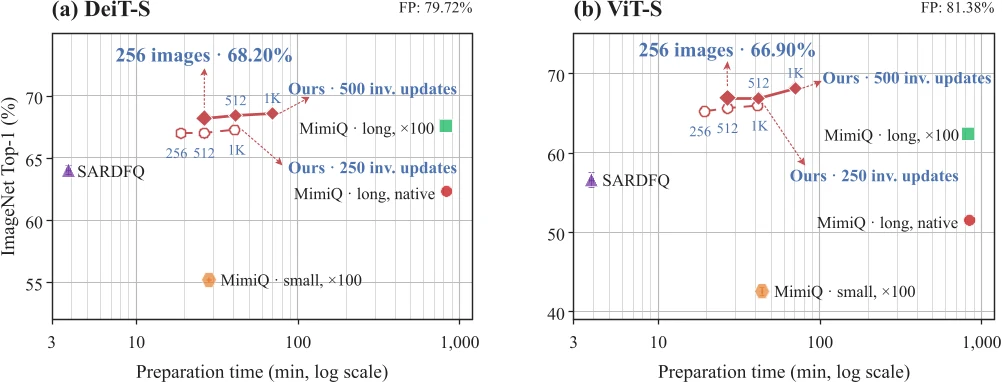 (a) DeiT-S
FP: 79.72%
256 images · 68.20%
512
1K
Ours · 500 inv. updates
MimiQ · long, ×100
256
512
1K
Ours · 250 inv. updates
SARDFQ
MimiQ · long, native
MimiQ · small, ×100
ImageNet Top-1 (%)
70
65
60
55
3
10
100
1,000
Preparation time (min, log scale)
(b) ViT-S
FP: 81.38%
256 images · 66.90%
1K
Ours · 500 inv. updates
512
256
512
1K
MimiQ · long, ×100
Ours · 250 inv. updates
SARDFQ
MimiQ · long, native
MimiQ · small, ×100
70
60
50
40
3
10
100
1,000
Preparation time (min, log scale)